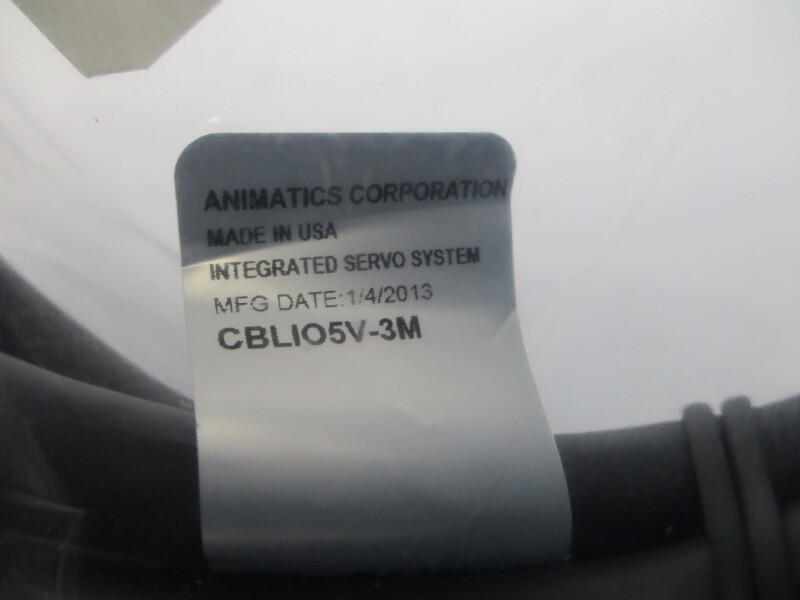 ANIMATICS CORPORATION
MADE IN USA
INTEGRATED SERVO SYSTEM
MFG DATE:1/4/2013
CBLIO5V-3M